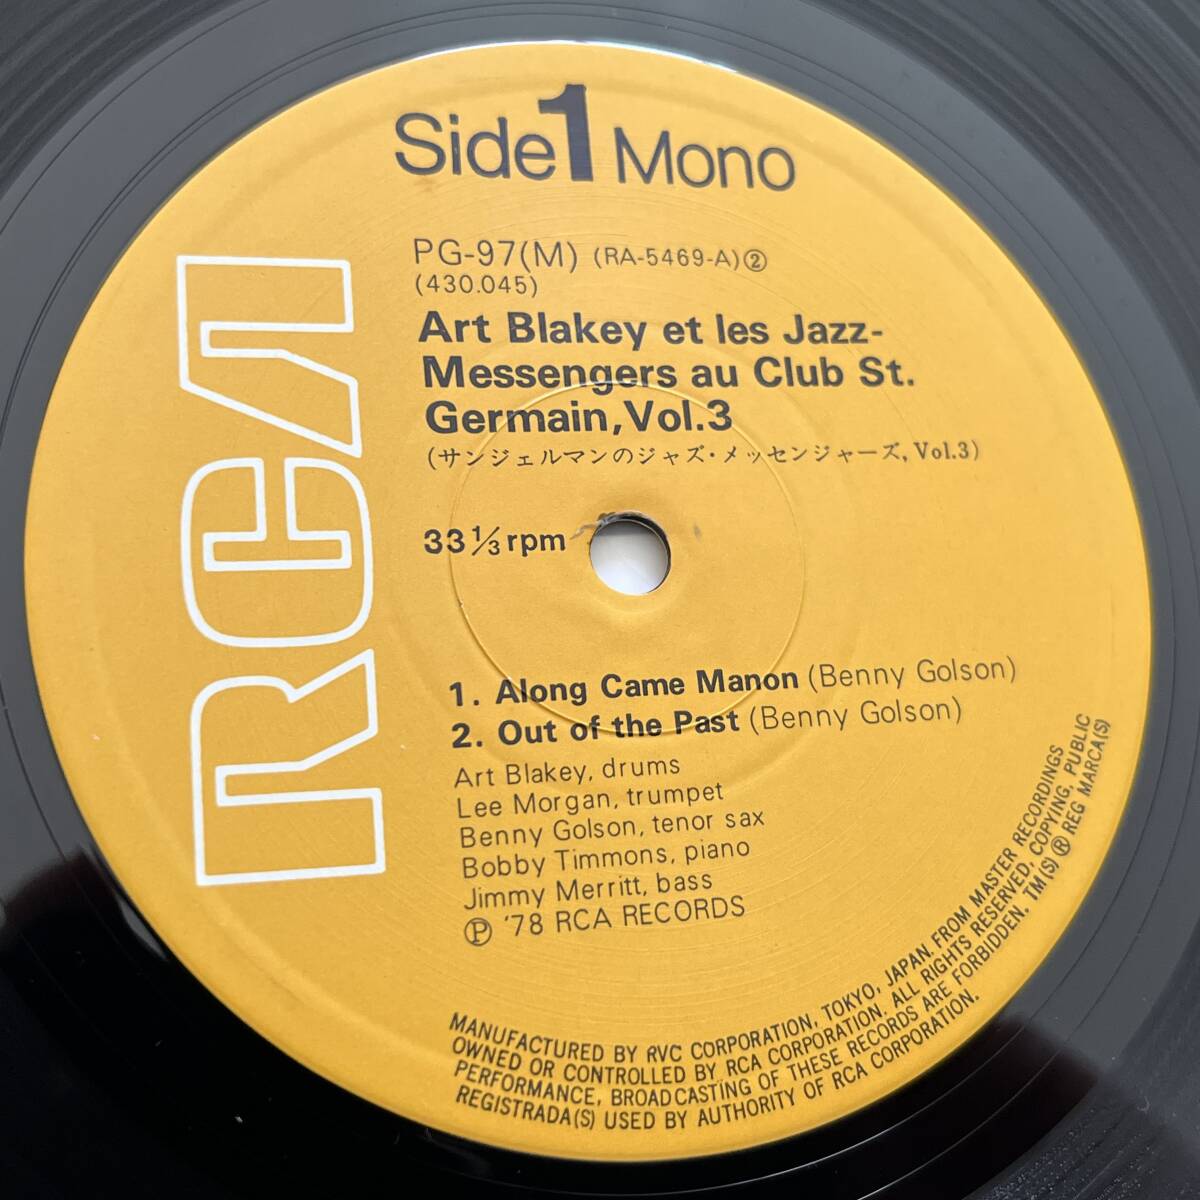 Side 1 Mono
RCA
PG-97(M) (RA-5469-A)②
(430.045)
Art Blakey et les Jazz-
Messengers au Club St.
Germain, Vol.3
(サンジェルマンのジャズ・メッセンジャーズ, Vol.3)
33 1/3 rpm
1. Along Came Manon (Benny Golson)
2. Out of the Past (Benny Golson)
Art Blakey, drums
Lee Morgan, trumpet
Benny Golson, tenor sax
Bobby Timmons, piano
Jimmy Merritt, bass
Ⓟ '78 RCA RECORDS
MANUFACTURED BY RVC CORPORATION, TOKYO, JAPAN. FROM MASTER RECORDINGS
OWNED OR CONTROLLED BY RCA CORPORATION. ALL RIGHTS RESERVED. COPYING, PUBLIC
PERFORMANCE, BROADCASTING OF THESE RECORDS ARE FORBIDDEN. TM(S) ® REG MARCA(S)
REGISTRADA(S) USED BY AUTHORITY OF RCA CORPORATION.